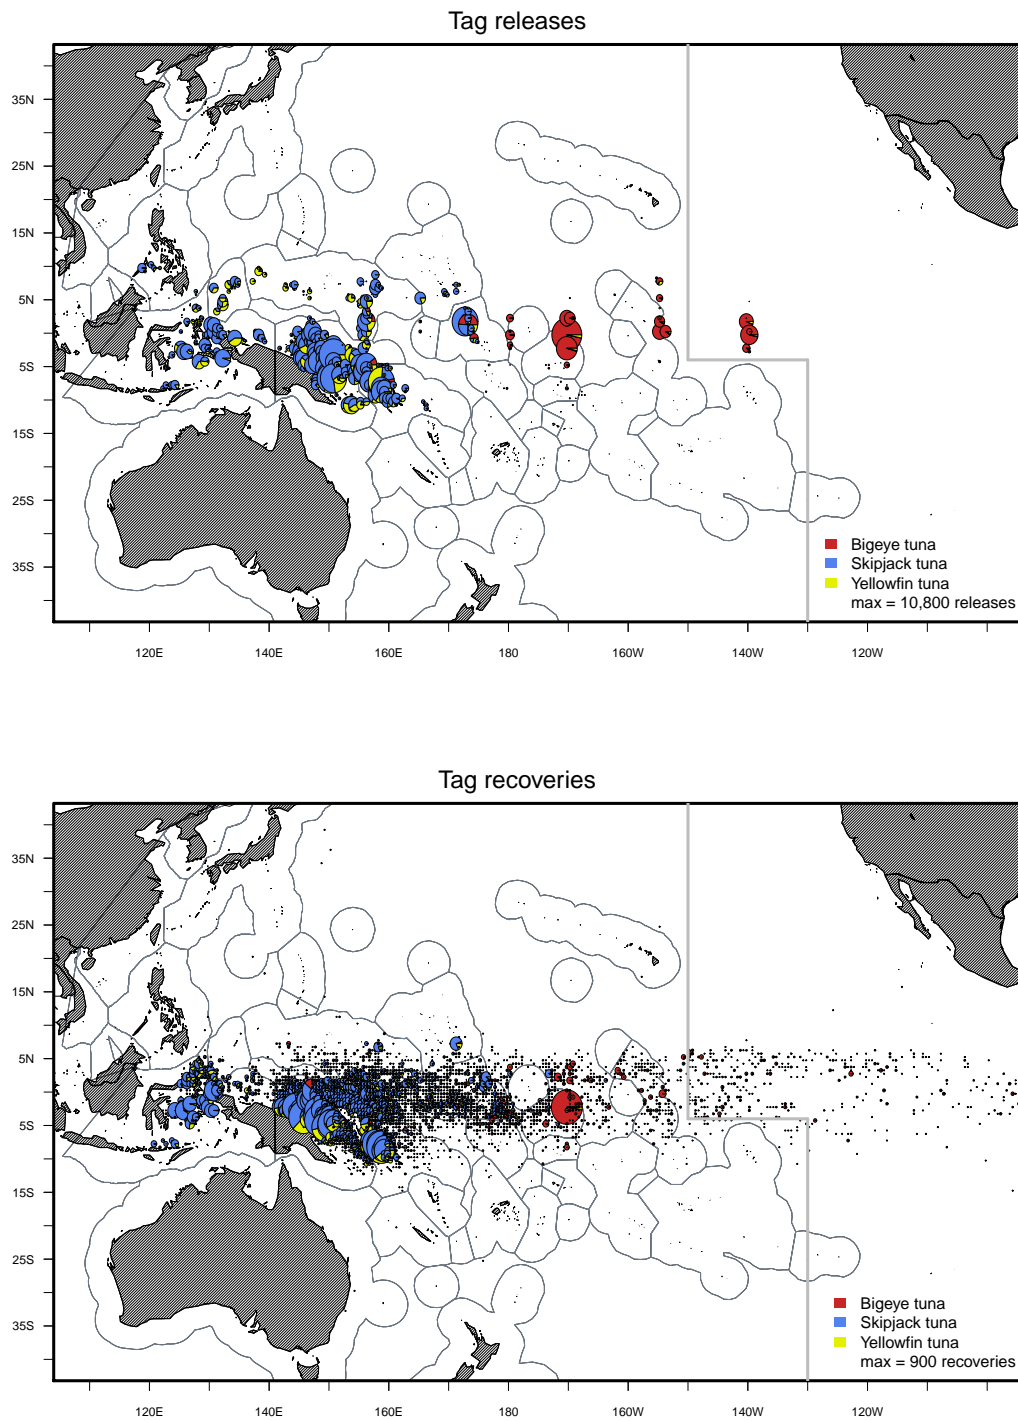 Tag releases
35N
25N
15N
5N
5S
15S
25S
35S
Bigeye tuna
Skipjack tuna
Yellowfin tuna
max = 10,800 releases
120E 140E 160E 180 160W 140W 120W
Tag recoveries
35N
25N
15N
5N
5S
15S
25S
35S
Bigeye tuna
Skipjack tuna
Yellowfin tuna
max = 900 recoveries
120E 140E 160E 180 160W 140W 120W